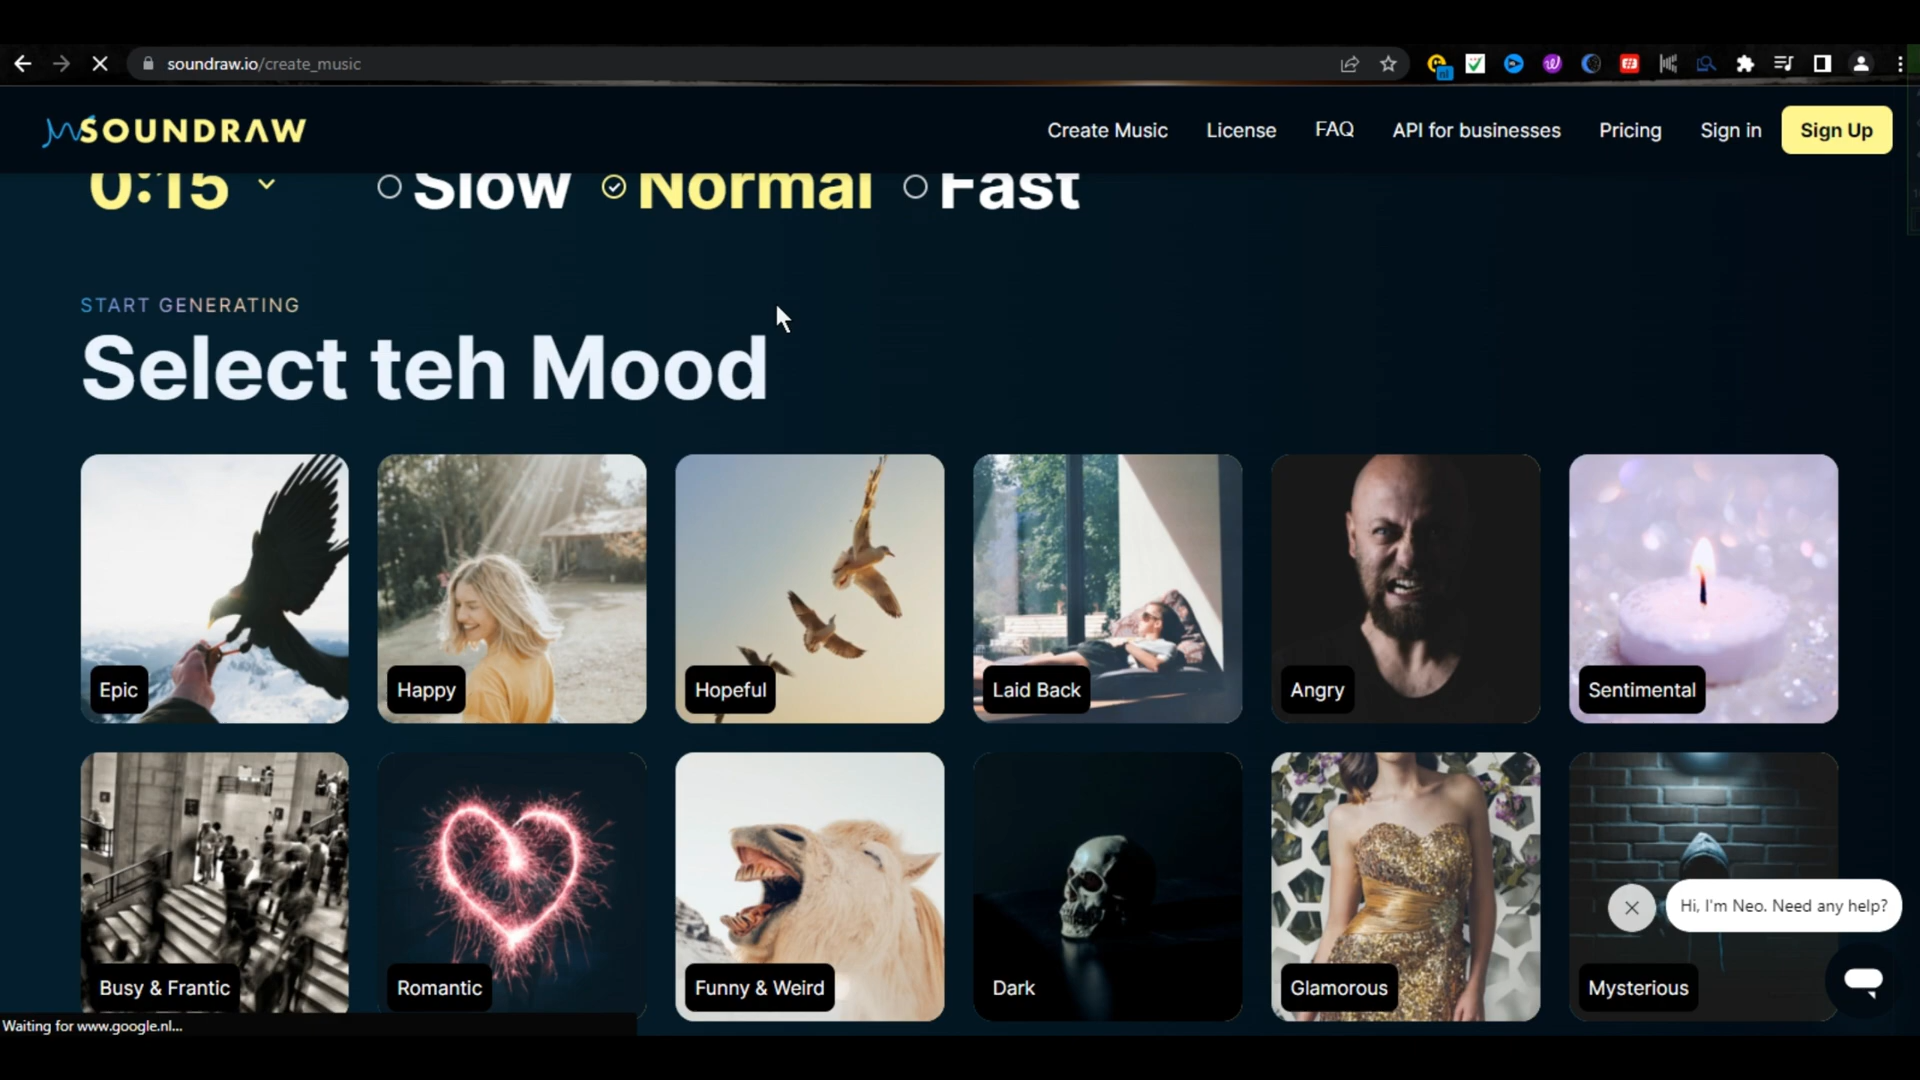 soundraw.io/create_music
SOUNDRAW
Create Music
License
FAQ
API for businesses
Pricing
Sign in
Sign Up
0:15
Slow
Normal
Fast
START GENERATING
Select teh Mood
Epic
Happy
Hopeful
Laid Back
Angry
Sentimental
Hi, I'm Neo. Need any help?
Busy & Frantic
Romantic
Funny & Weird
Dark
Glamorous
Mysterious
Waiting for www.google.nl...